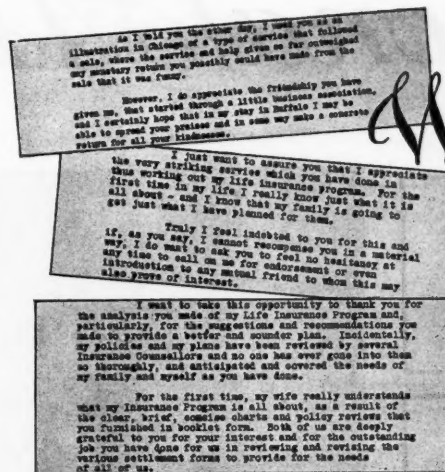 As I told you the other day, I used you as an
illustration in Chicago of a type of service that followed
a sale, where the service and help given so far outweighed
any monetary return you possibly could have made from the
sale that it was funny.
However, I do appreciate the friendship you have
given me, that started through a little business association,
and I certainly hope that in my stay in Buffalo I may be
able to spread your praises and in some way make a concrete
return for all your kindnesses.
W
I just want to assure you that I appreciate
the very striking service which you have done in
thus working out my life insurance program. For the
first time in my life I really know just what it is
all about - and I know that my family is going to
get just what I have planned for them.
Truly I feel indebted to you for this and
if, as you say, I cannot recompense you in a material
way, I do want to ask you to feel no hesitancy at
any time to call on me for endorsement or even
introduction to any mutual friend to whom this may
also prove of interest.
I want to take this opportunity to thank you for
the analysis you made of my Life Insurance Program and,
particularly, for the suggestions and recommendations you
made to provide a better and sounder plan. Incidentally,
my policies and my plans have been reviewed by several
Insurance Counsellors and no one has ever gone into them
so thoroughly, and anticipated and covered the needs of
my family and myself as you have done.
For the first time, my wife really understands
what my Insurance Program is all about, as a result of
the clear, brief, concise charts and policy reviews that
you furnished in booklet form. Both of us are deeply
grateful to you for your interest and for the outstanding
job you have done for us in reviewing and revising the
various settlement forms to provide for the needs
of all of us.